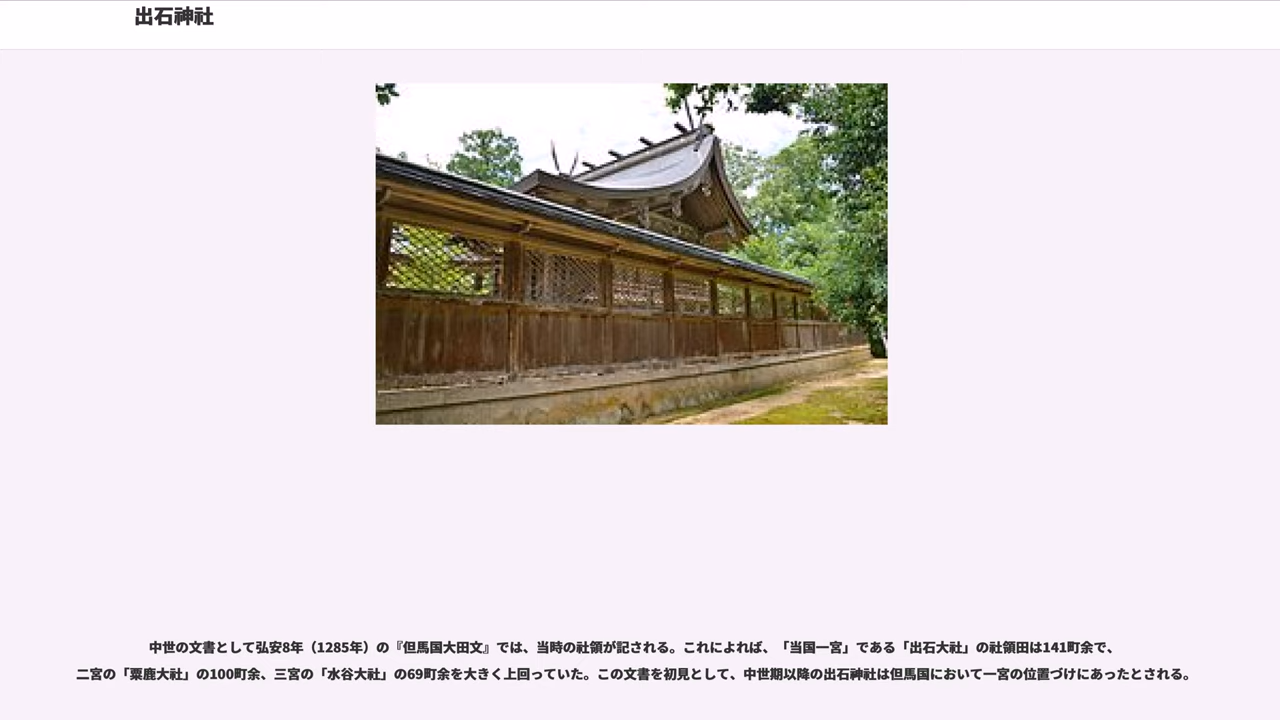 出石神社
中世の文書として弘安8年（1285年）の『但馬国大田文』では、当時の社領が記される。これによれば、「当国一宮」である「出石大社」の社領田は141町余で、
二宮の「粟鹿大社」の100町余、三宮の「水谷大社」の69町余を大きく上回っていた。この文書を初見として、中世期以降の出石神社は但馬国において一宮の位置づけにあったとされる。